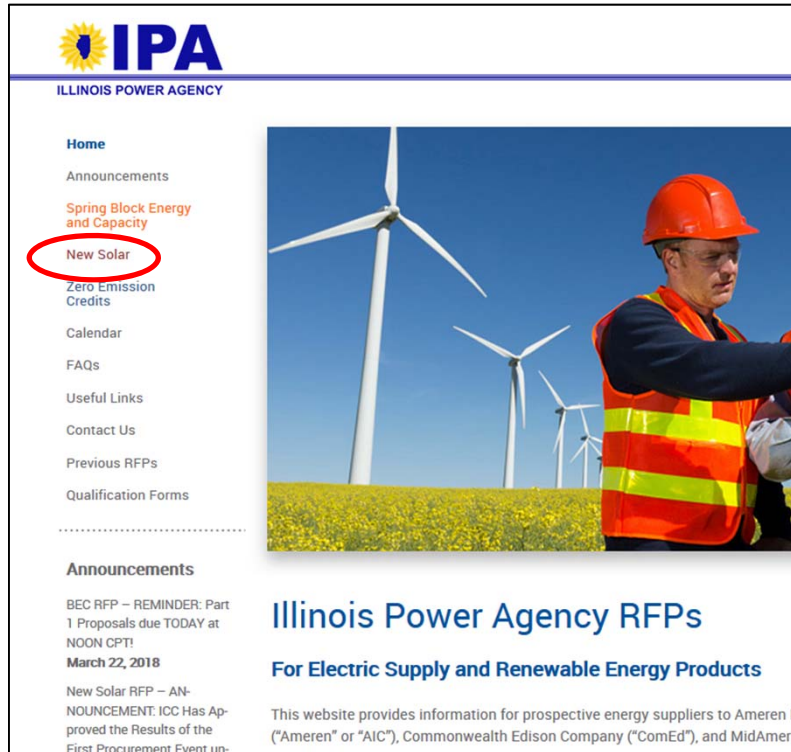 IPA
ILLINOIS POWER AGENCY
Home
Announcements
Spring Block Energy
and Capacity
New Solar
Zero Emission
Credits
Calendar
FAQs
Useful Links
Contact Us
Previous RFPs
Qualification Forms
Announcements
BEC RFP – REMINDER: Part
1 Proposals due TODAY at
NOON CPT!
March 22, 2018
New Solar RFP – AN-
NOUNCEMENT: ICC Has Ap-
proved the Results of the
First Procurement Event up-
Illinois Power Agency RFPs
For Electric Supply and Renewable Energy Products
This website provides information for prospective energy suppliers to Ameren
("Ameren" or "AIC"), Commonwealth Edison Company ("ComEd"), and MidAmer